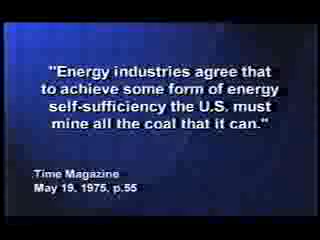 "Energy industries agree that
to achieve some form of energy
self-sufficiency the U.S. must
mine all the coal that it can."
Time Magazine
May 19, 1975, p.55